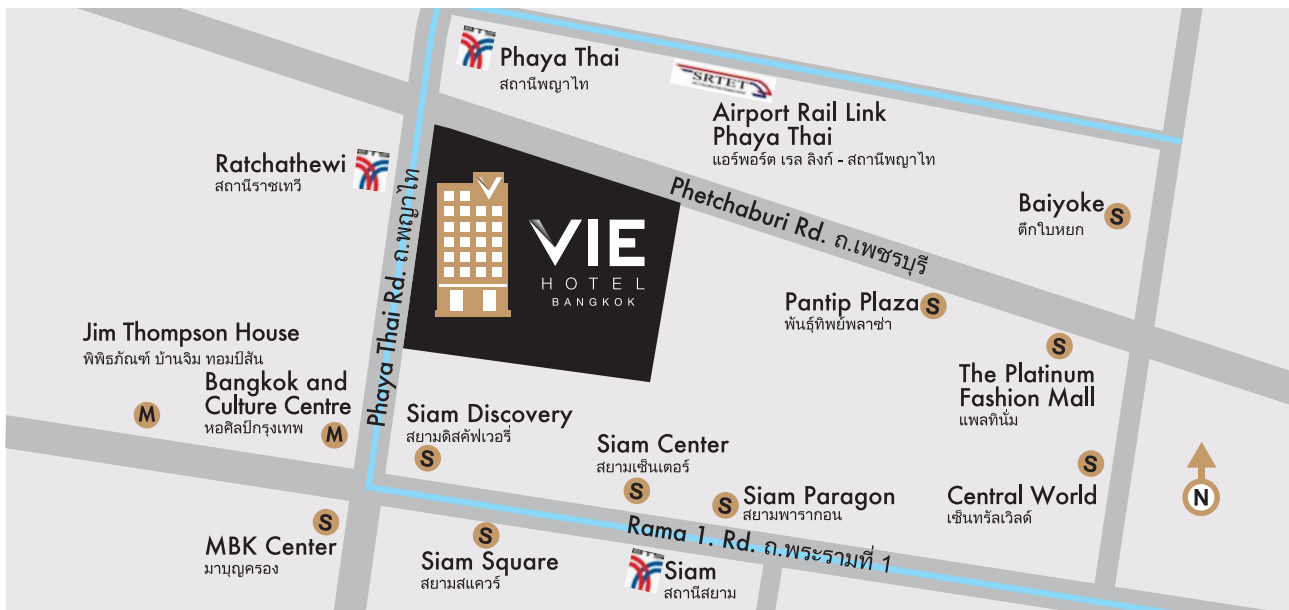 BTS
Phaya Thai
สถานีพญาไท
SRTET
Airport Rail Link
Phaya Thai
แอร์พอร์ต เรล ลิงก์ - สถานีพญาไท
BTS
Ratchathewi
สถานีราชเทวี
Phaya Thai Rd. ถ.พญาไท
VIE
HOTEL
BANGKOK
Phetchaburi Rd. ถ.เพชรบุรี
Baiyoke
S
ตึกใบหยก
Pantip Plaza
S
พันธุ์ทิพย์พลาซ่า
S
The Platinum
Fashion Mall
แพลทินั่ม
Jim Thompson House
พิพิธภัณฑ์ บ้านจิม ทอมป์สัน
M
Bangkok and
Culture Centre
หอศิลป์กรุงเทพ
M
Siam Discovery
สยามดิสคัฟเวอรี่
S
Siam Center
สยามเซ็นเตอร์
S
S
Siam Paragon
สยามพารากอน
S
Central World
เซ็นทรัลเวิลด์
N
S
MBK Center
มาบุญครอง
S
Siam Square
สยามสแควร์
Rama 1. Rd. ถ.พระรามที่ 1
BTS
Siam
สถานีสยาม